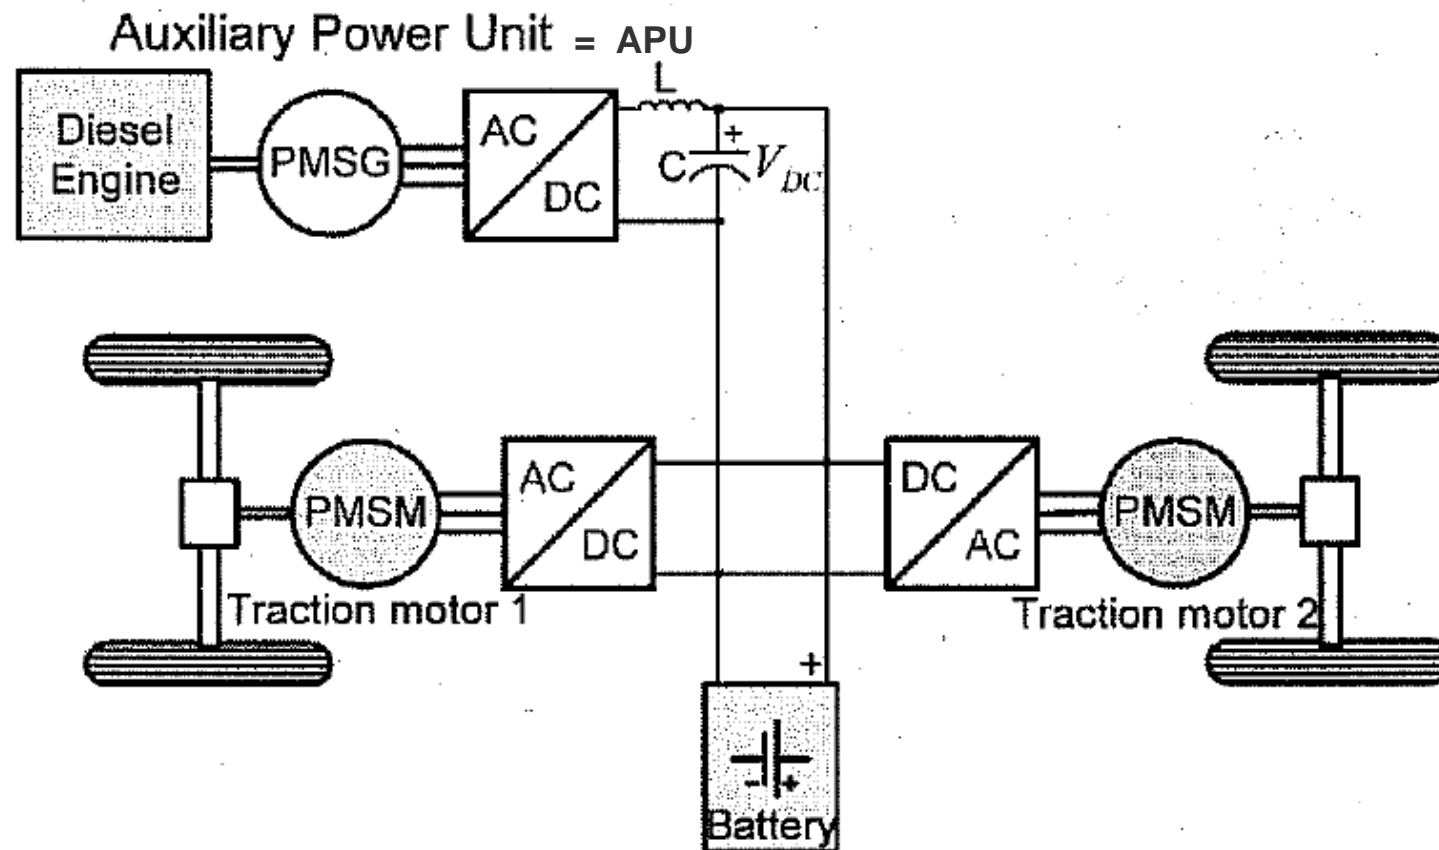 Auxiliary Power Unit = APU
L
Diesel
Engine
PMSG
AC
DC
+
C
V_DC
AC
DC
PMSM
Traction motor 1
DC
AC
PMSM
Traction motor 2
+
- +
Battery